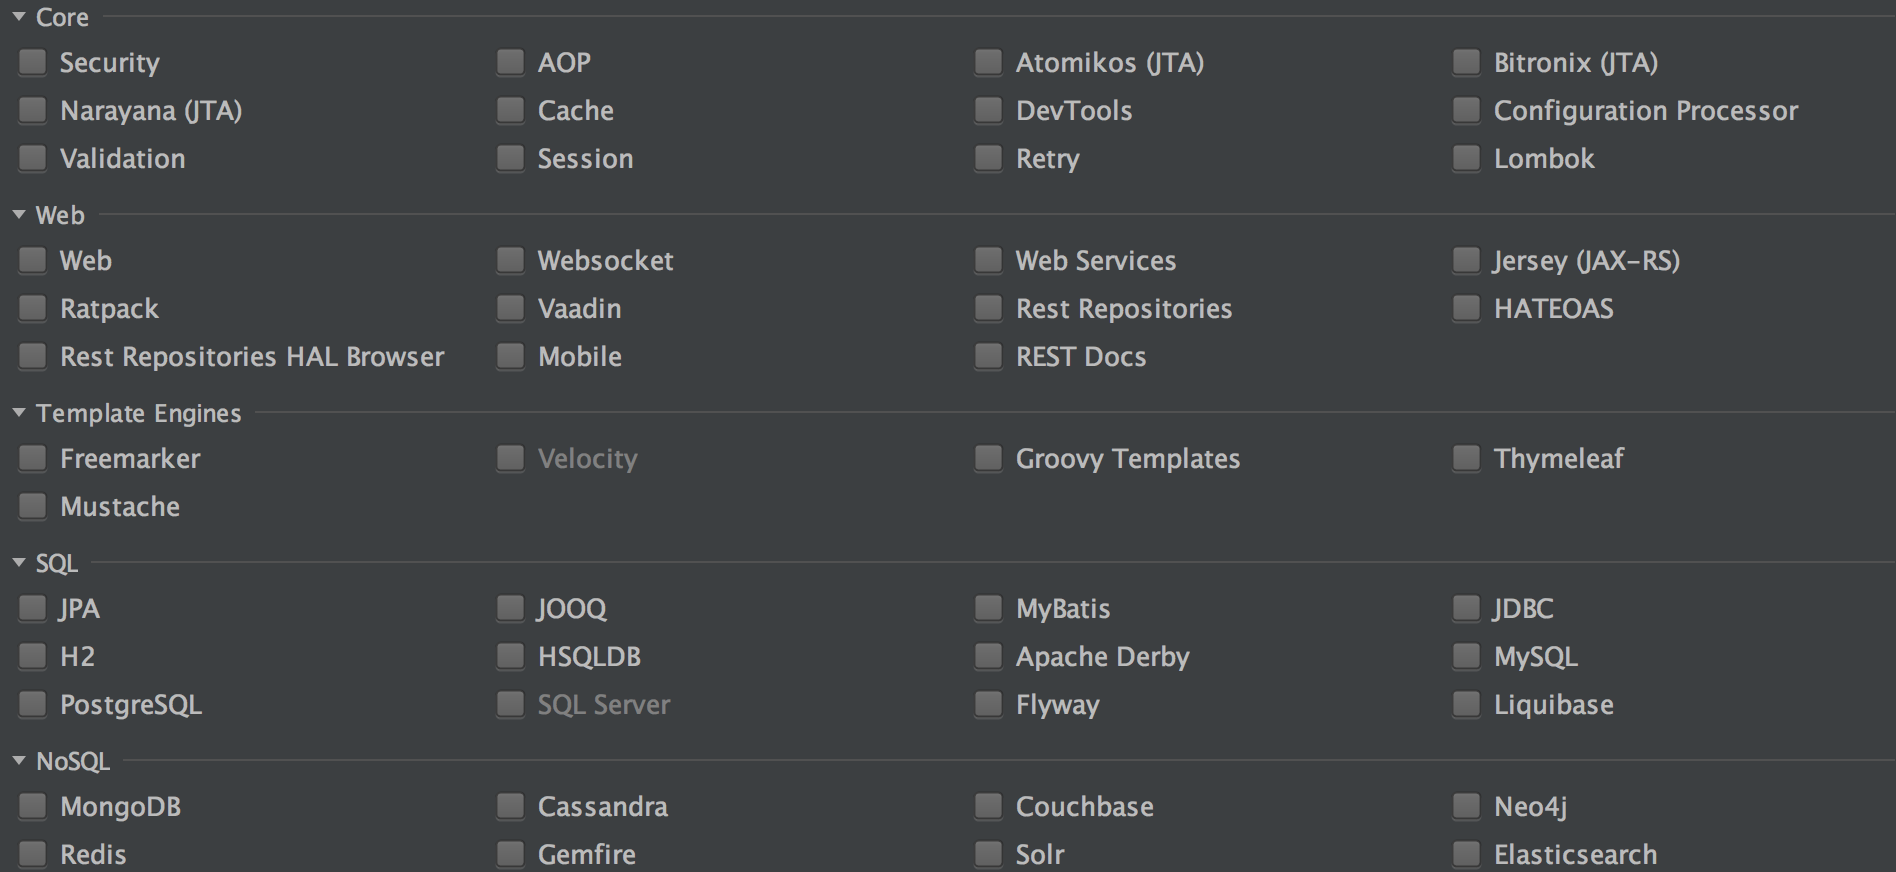 Core
Security AOP Atomikos (JTA) Bitronix (JTA)
Narayana (JTA) Cache DevTools Configuration Processor
Validation Session Retry Lombok
Web
Web Websocket Web Services Jersey (JAX-RS)
Ratpack Vaadin Rest Repositories HATEOAS
Rest Repositories HAL Browser Mobile REST Docs
Template Engines
Freemarker Velocity Groovy Templates Thymeleaf
Mustache
SQL
JPA JOOQ MyBatis JDBC
H2 HSQLDB Apache Derby MySQL
PostgreSQL SQL Server Flyway Liquibase
NoSQL
MongoDB Cassandra Couchbase Neo4j
Redis Gemfire Solr Elasticsearch